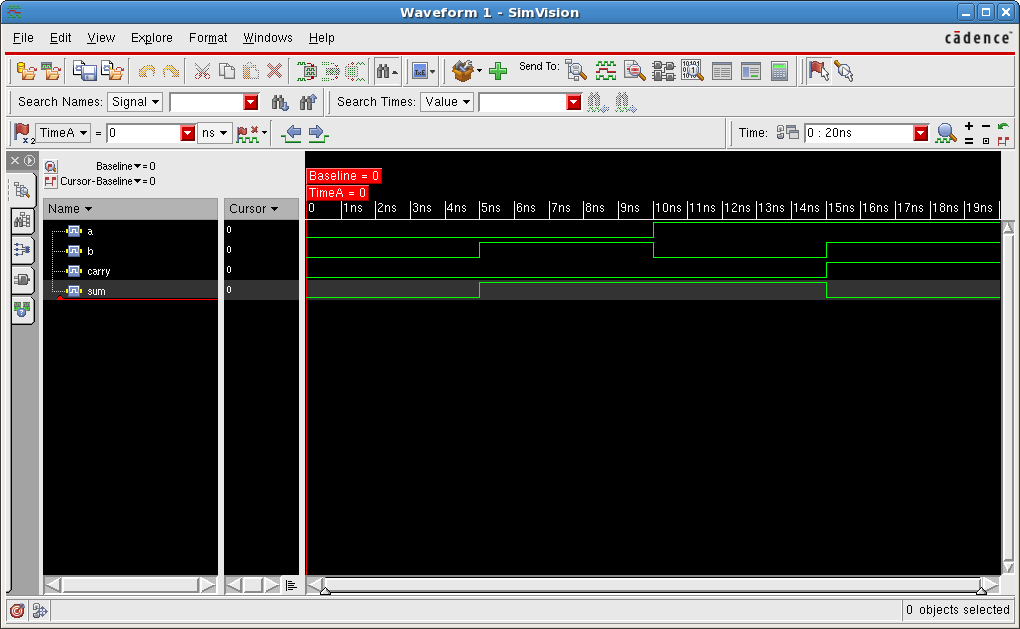 Waveform 1 - SimVision
File Edit View Explore Format Windows Help
cādence
Send To:
Search Names: Signal
Search Times: Value
x2 TimeA = 0 ns
Time: 0 : 20ns
Baseline = 0
Cursor-Baseline = 0
Baseline = 0
TimeA = 0
Name Cursor
0 1ns 2ns 3ns 4ns 5ns 6ns 7ns 8ns 9ns 10ns 11ns 12ns 13ns 14ns 15ns 16ns 17ns 18ns 19ns
a 0
b 0
carry 0
sum 0
0 objects selected